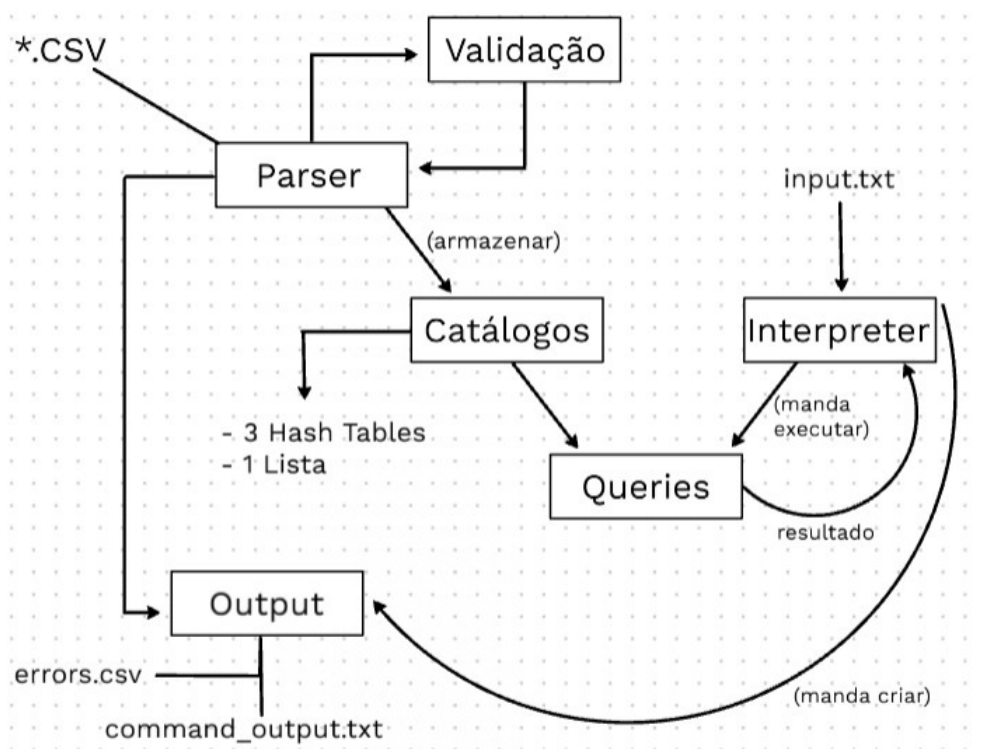 *.CSV
Validação
Parser
input.txt
(armazenar)
Catálogos
Interpreter
(manda
executar)
- 3 Hash Tables
- 1 Lista
Queries
resultado
Output
errors.csv
(manda criar)
command_output.txt